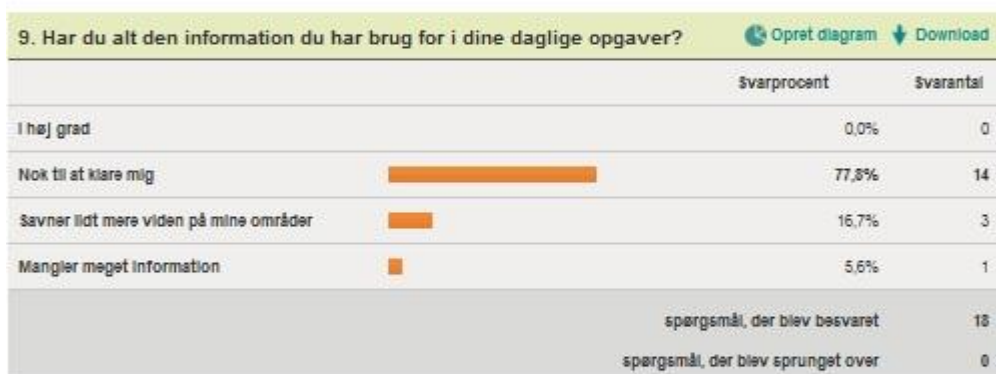 9. Har du alt den information du har brug for i dine daglige opgaver? Opret diagram Download
Svarprocent Svarantal
I høj grad 0,0% 0
Nok til at klare mig 77,8% 14
Savner lidt mere viden på mine områder 16,7% 3
Mangler meget information 5,6% 1
spørgsmål, der blev besvaret 18
spørgsmål, der blev sprunget over 0